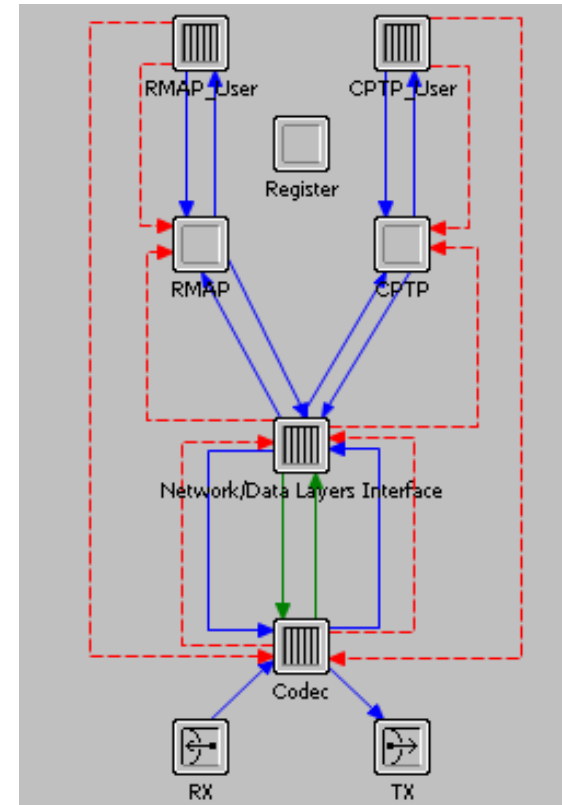 RMAP_User
CPTP_User
Register
RMAP
CPTP
Network/Data Layers Interface
Codec
RX
TX